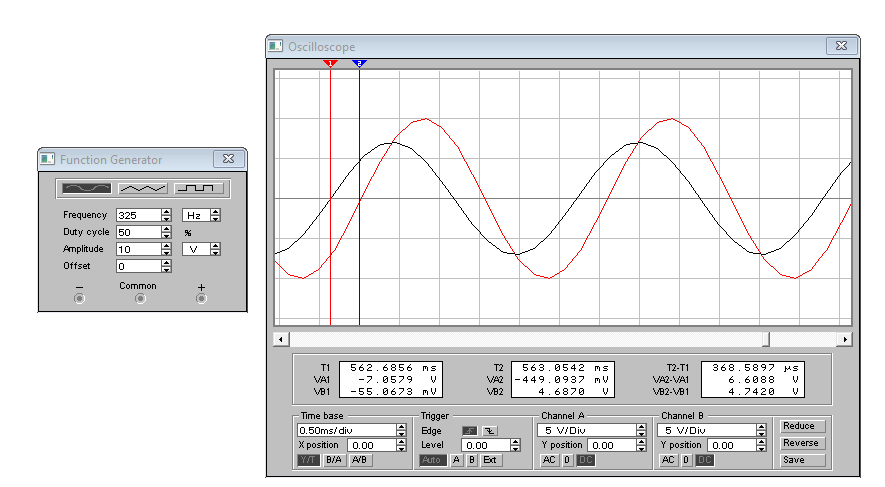 Oscilloscope
1 2
Function Generator
Frequency 325 Hz
Duty cycle 50 %
Amplitude 10 V
Offset 0
− Common +
T1 562.6856 ms T2 563.0542 ms T2-T1 368.5897 µs
VA1 -7.0579 V VA2 -449.0937 mV VA2-VA1 6.6088 V
VB1 -55.0673 mV VB2 4.6870 V VB2-VB1 4.7420 V
Time base Trigger Channel A Channel B
0.50ms/div Edge 5 V/Div 5 V/Div Reduce
X position 0.00 Level 0.00 Y position 0.00 Y position 0.00 Reverse
Y/T B/A A/B Auto A B Ext AC 0 DC AC 0 DC Save